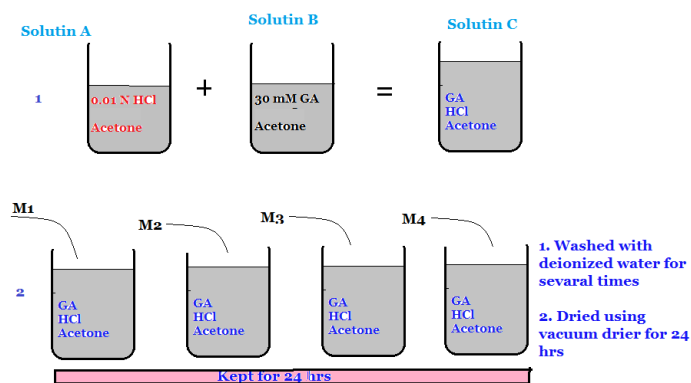 Solutin A
Solutin B
Solutin C
1
0.01 N HCl
Acetone
+
30 mM GA
Acetone
=
GA
HCl
Acetone
M1
M2
M3
M4
2
GA
HCl
Acetone
GA
HCl
Acetone
GA
HCl
Acetone
GA
HCl
Acetone
1. Washed with
deionized water for
sevaral times
2. Dried using
vacuum drier for 24
hrs
Kept for 24 hrs